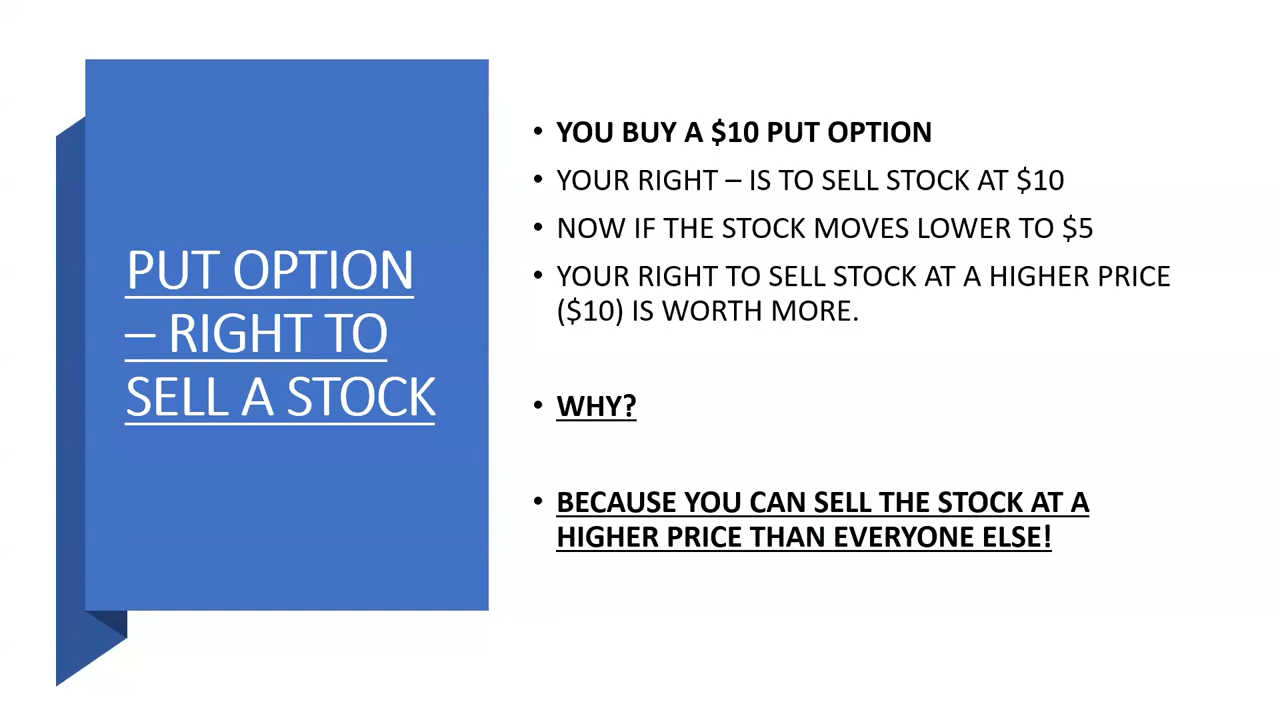 PUT OPTION
– RIGHT TO
SELL A STOCK
• YOU BUY A $10 PUT OPTION
• YOUR RIGHT – IS TO SELL STOCK AT $10
• NOW IF THE STOCK MOVES LOWER TO $5
• YOUR RIGHT TO SELL STOCK AT A HIGHER PRICE
($10) IS WORTH MORE.
• WHY?
• BECAUSE YOU CAN SELL THE STOCK AT A
HIGHER PRICE THAN EVERYONE ELSE!